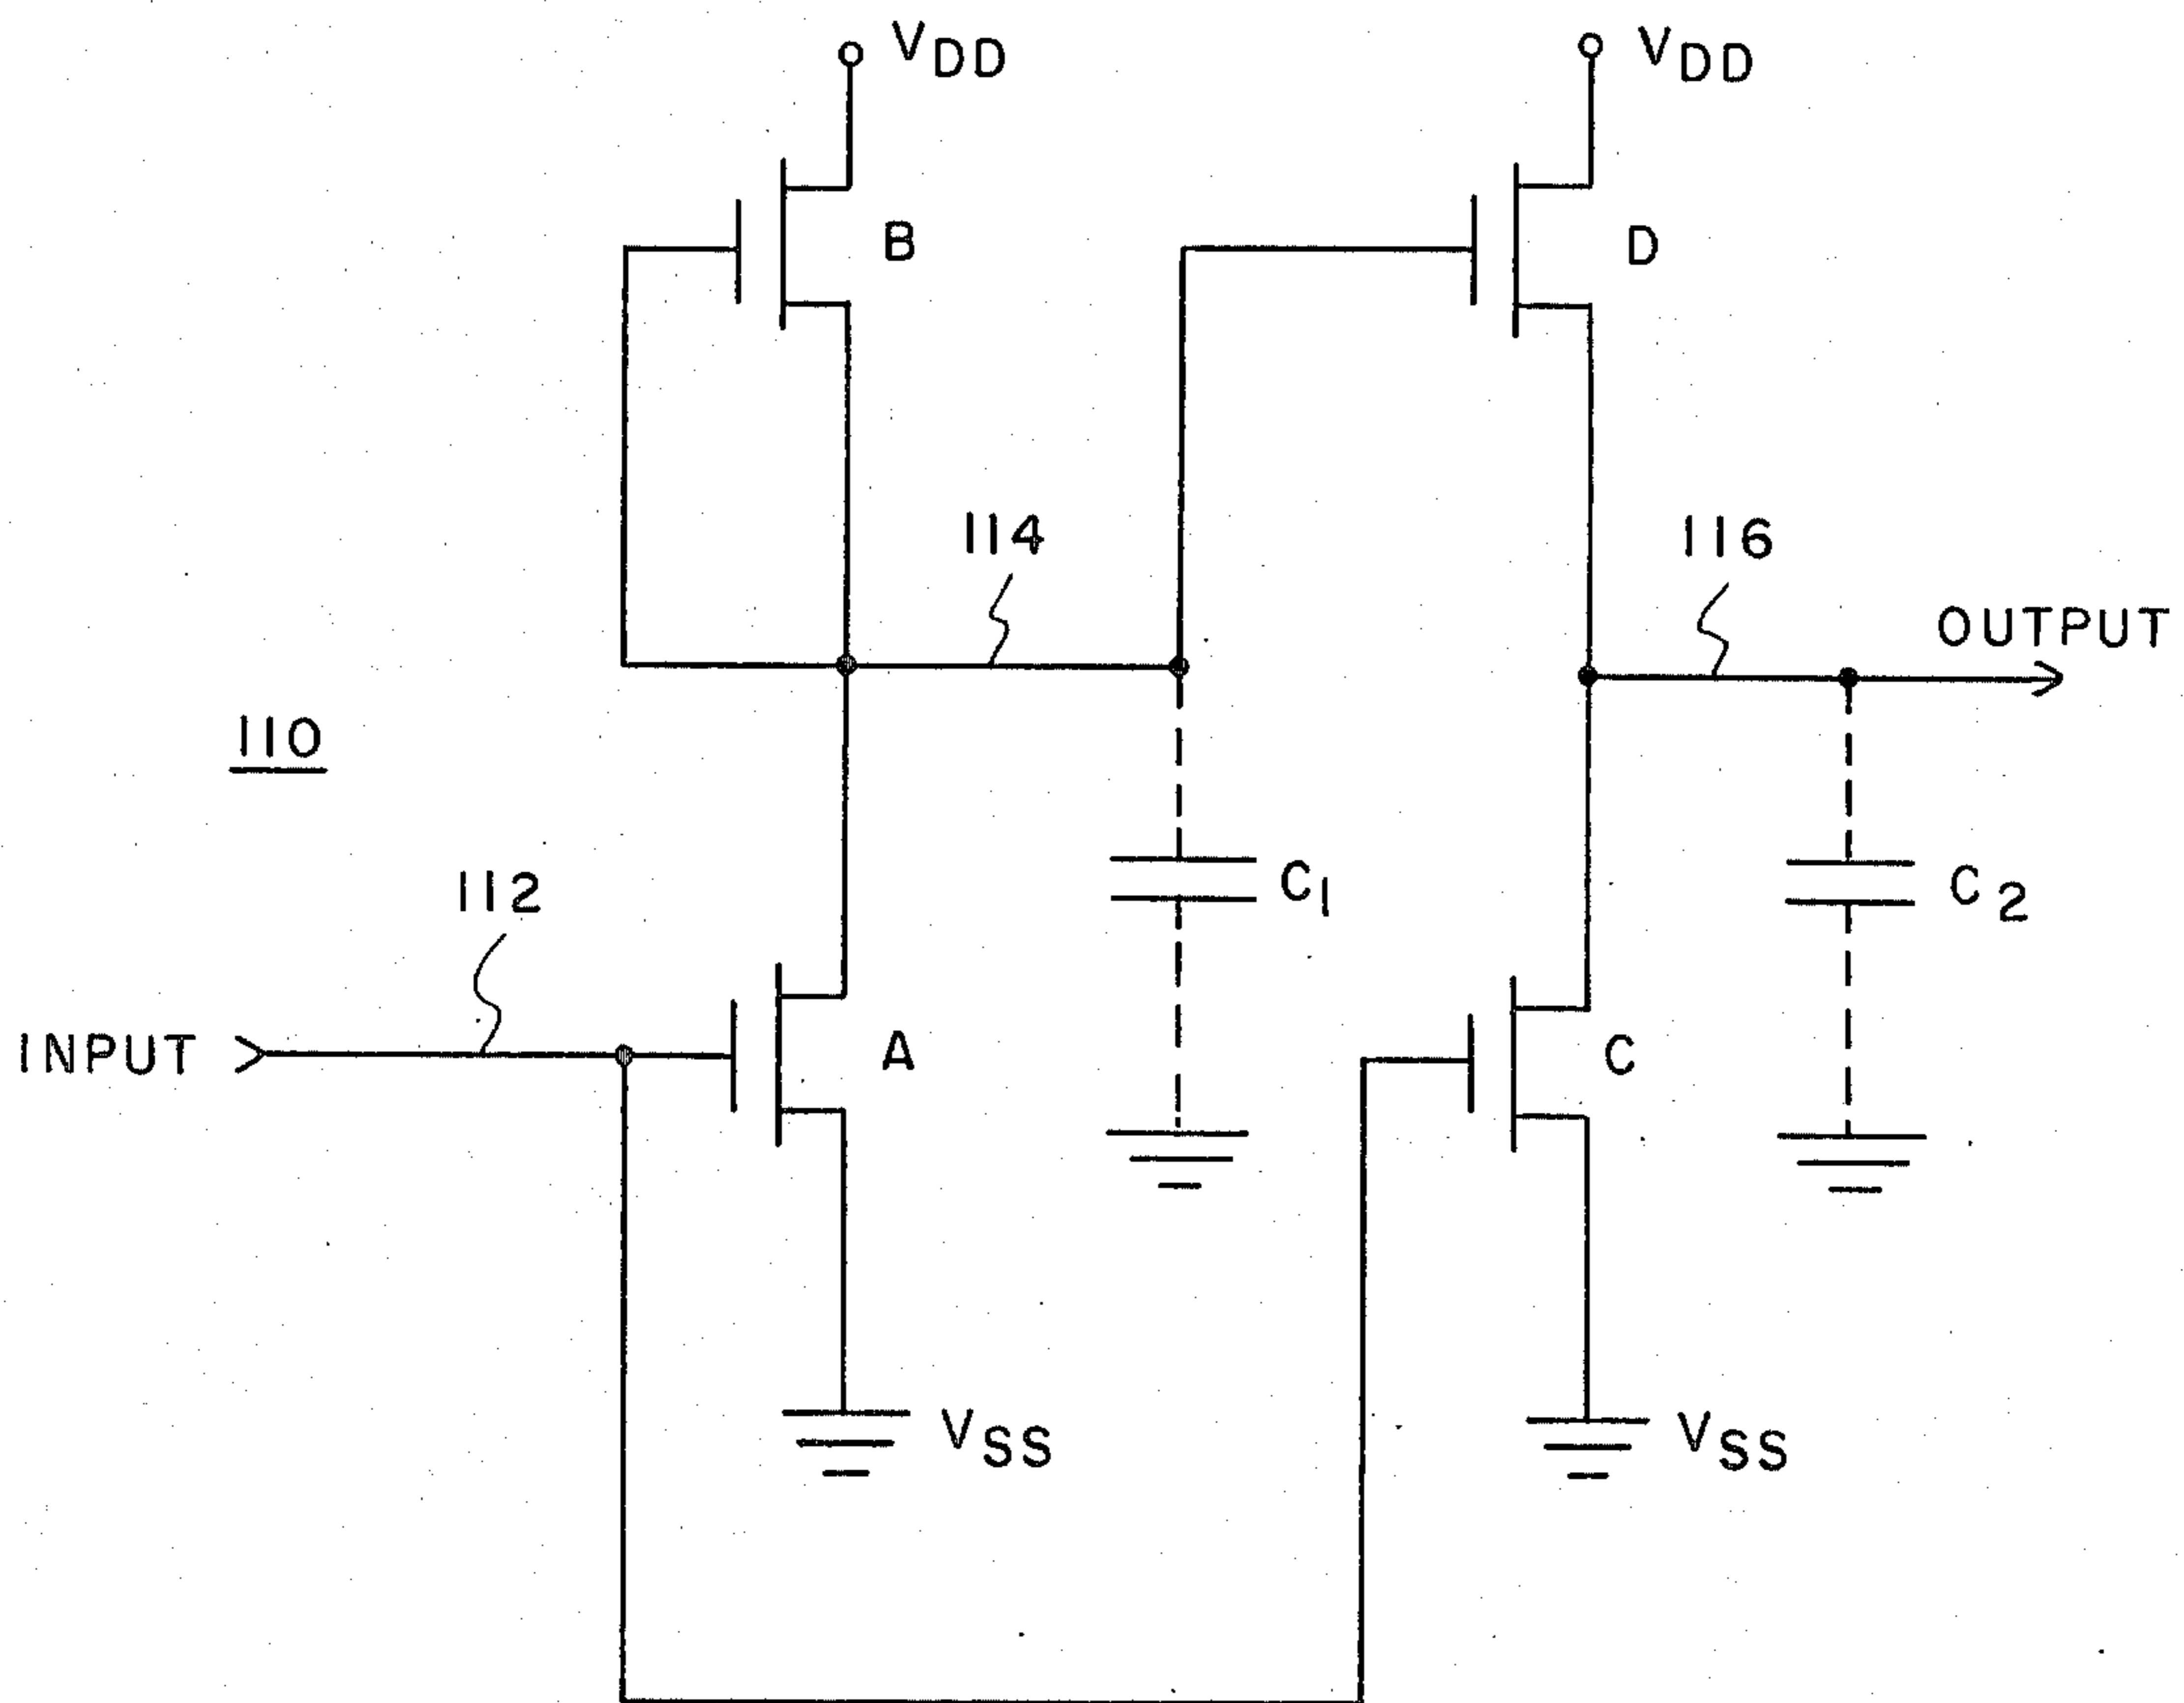 VDD
VDD
B
D
114
116
OUTPUT
110
112
C1
C2
INPUT
A
C
VSS
VSS